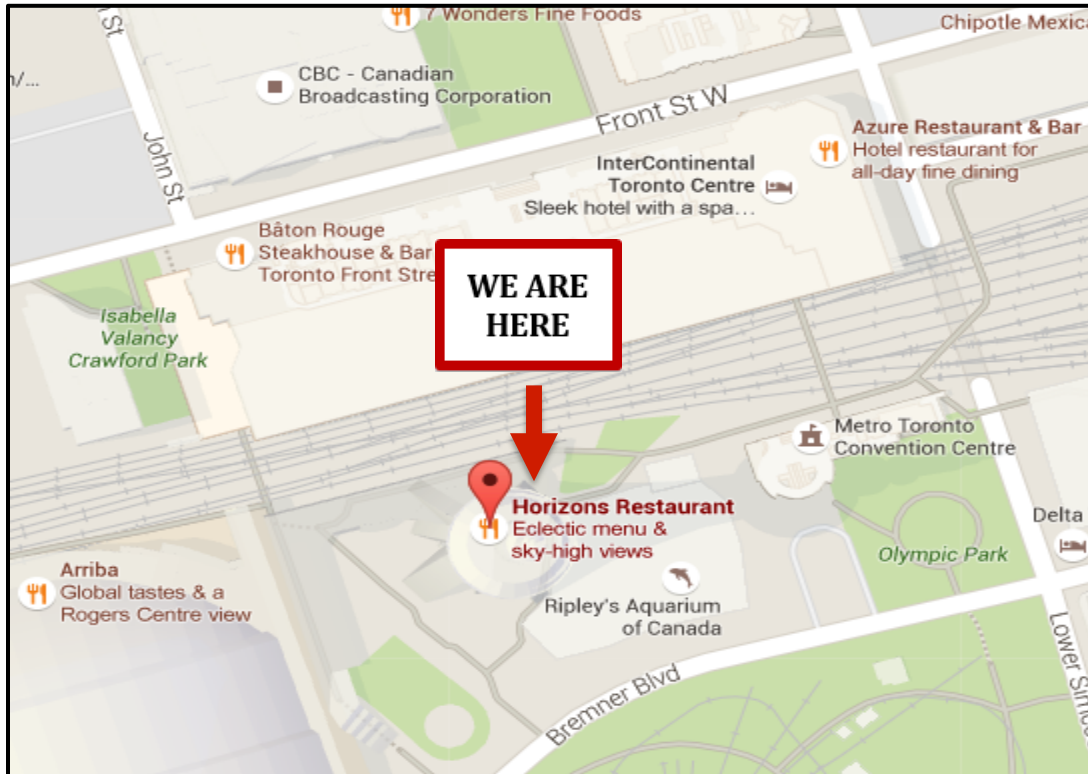 7 Wonders Fine Foods
Chipotle Mexica
St
n/...
CBC - Canadian
Broadcasting Corporation
Front St W
John St
Azure Restaurant & Bar
Hotel restaurant for
all-day fine dining
InterContinental
Toronto Centre
Sleek hotel with a spa...
Bâton Rouge
Steakhouse & Bar
Toronto Front Stre
WE ARE
HERE
Isabella
Valancy
Crawford Park
Metro Toronto
Convention Centre
Horizons Restaurant
Eclectic menu &
sky-high views
Delta
Olympic Park
Arriba
Global tastes & a
Rogers Centre view
Ripley's Aquarium
of Canada
Bremner Blvd
Lower Simcoe